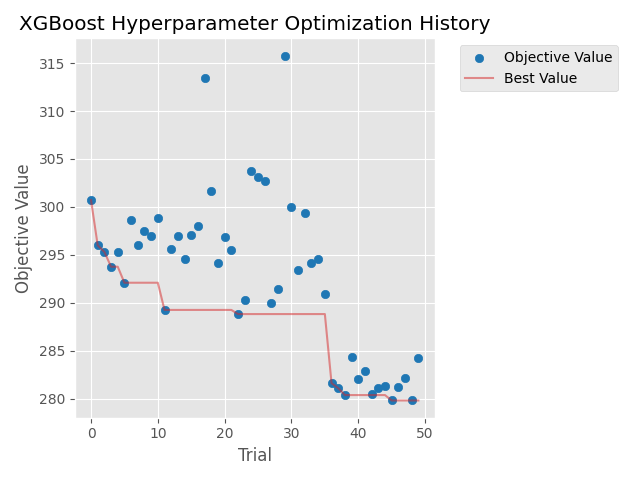 XGBoost Hyperparameter Optimization History
Objective Value
Best Value
315
310
305
300
295
290
285
280
Objective Value
0 10 20 30 40 50
Trial